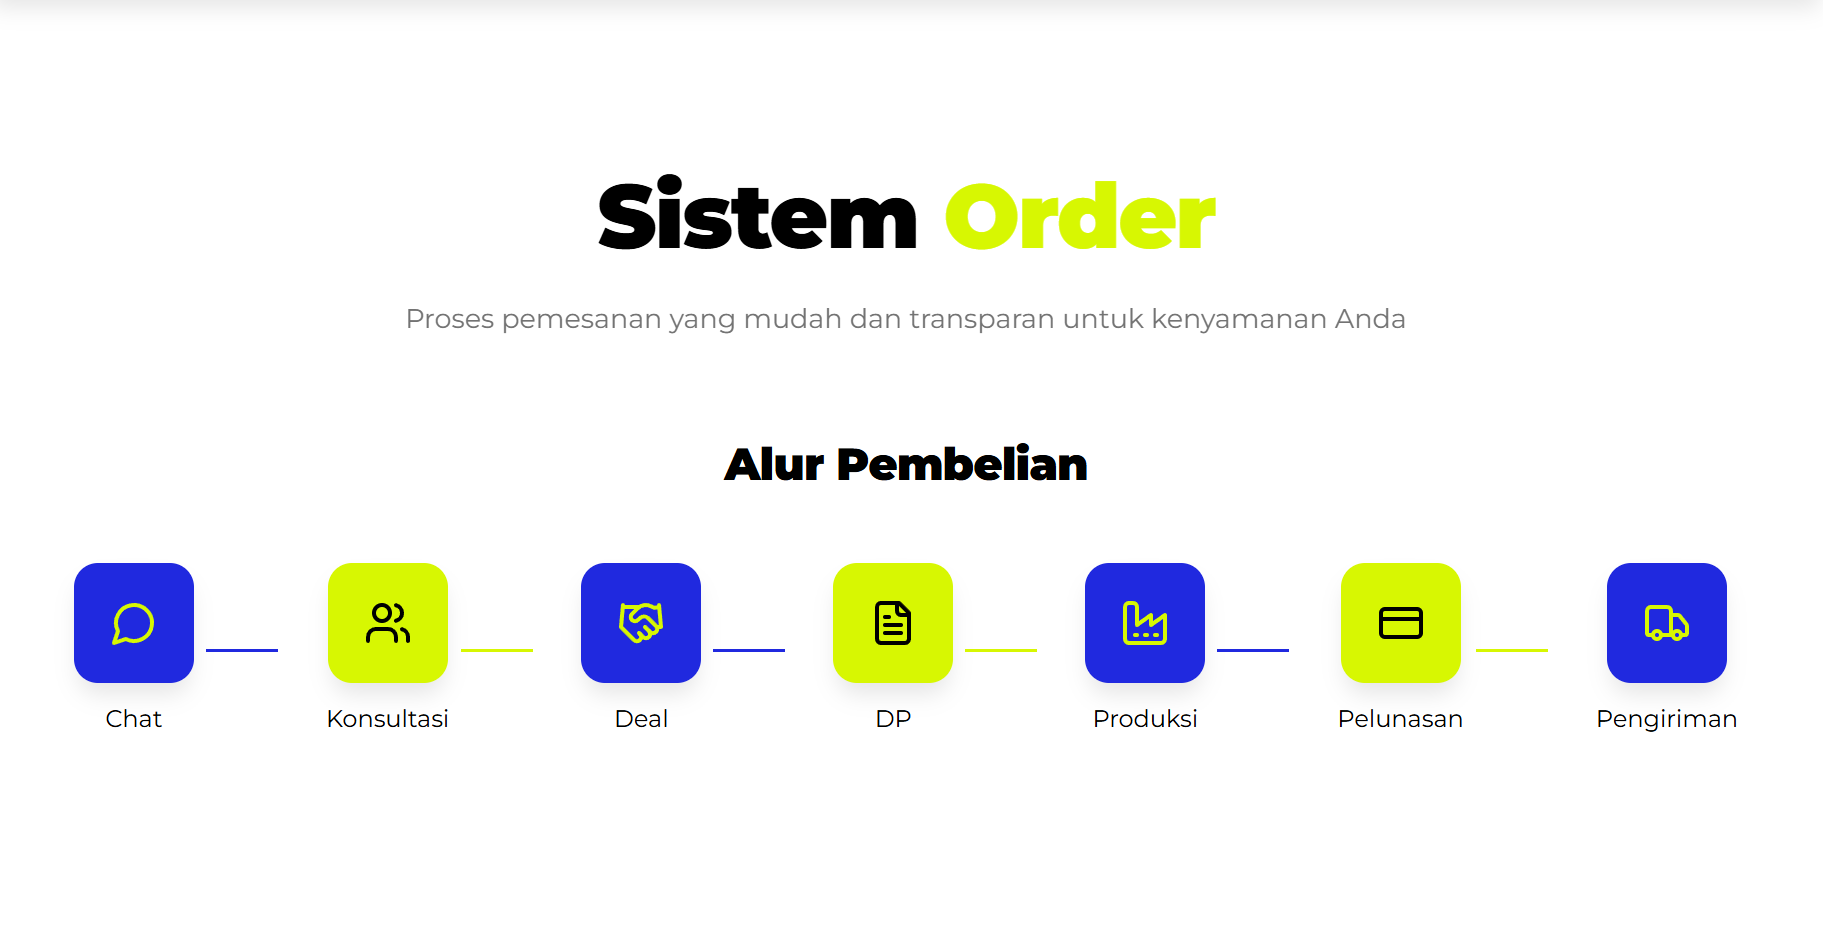 Sistem Order
Proses pemesanan yang mudah dan transparan untuk kenyamanan Anda
Alur Pembelian
Chat
Konsultasi
Deal
DP
Produksi
Pelunasan
Pengiriman